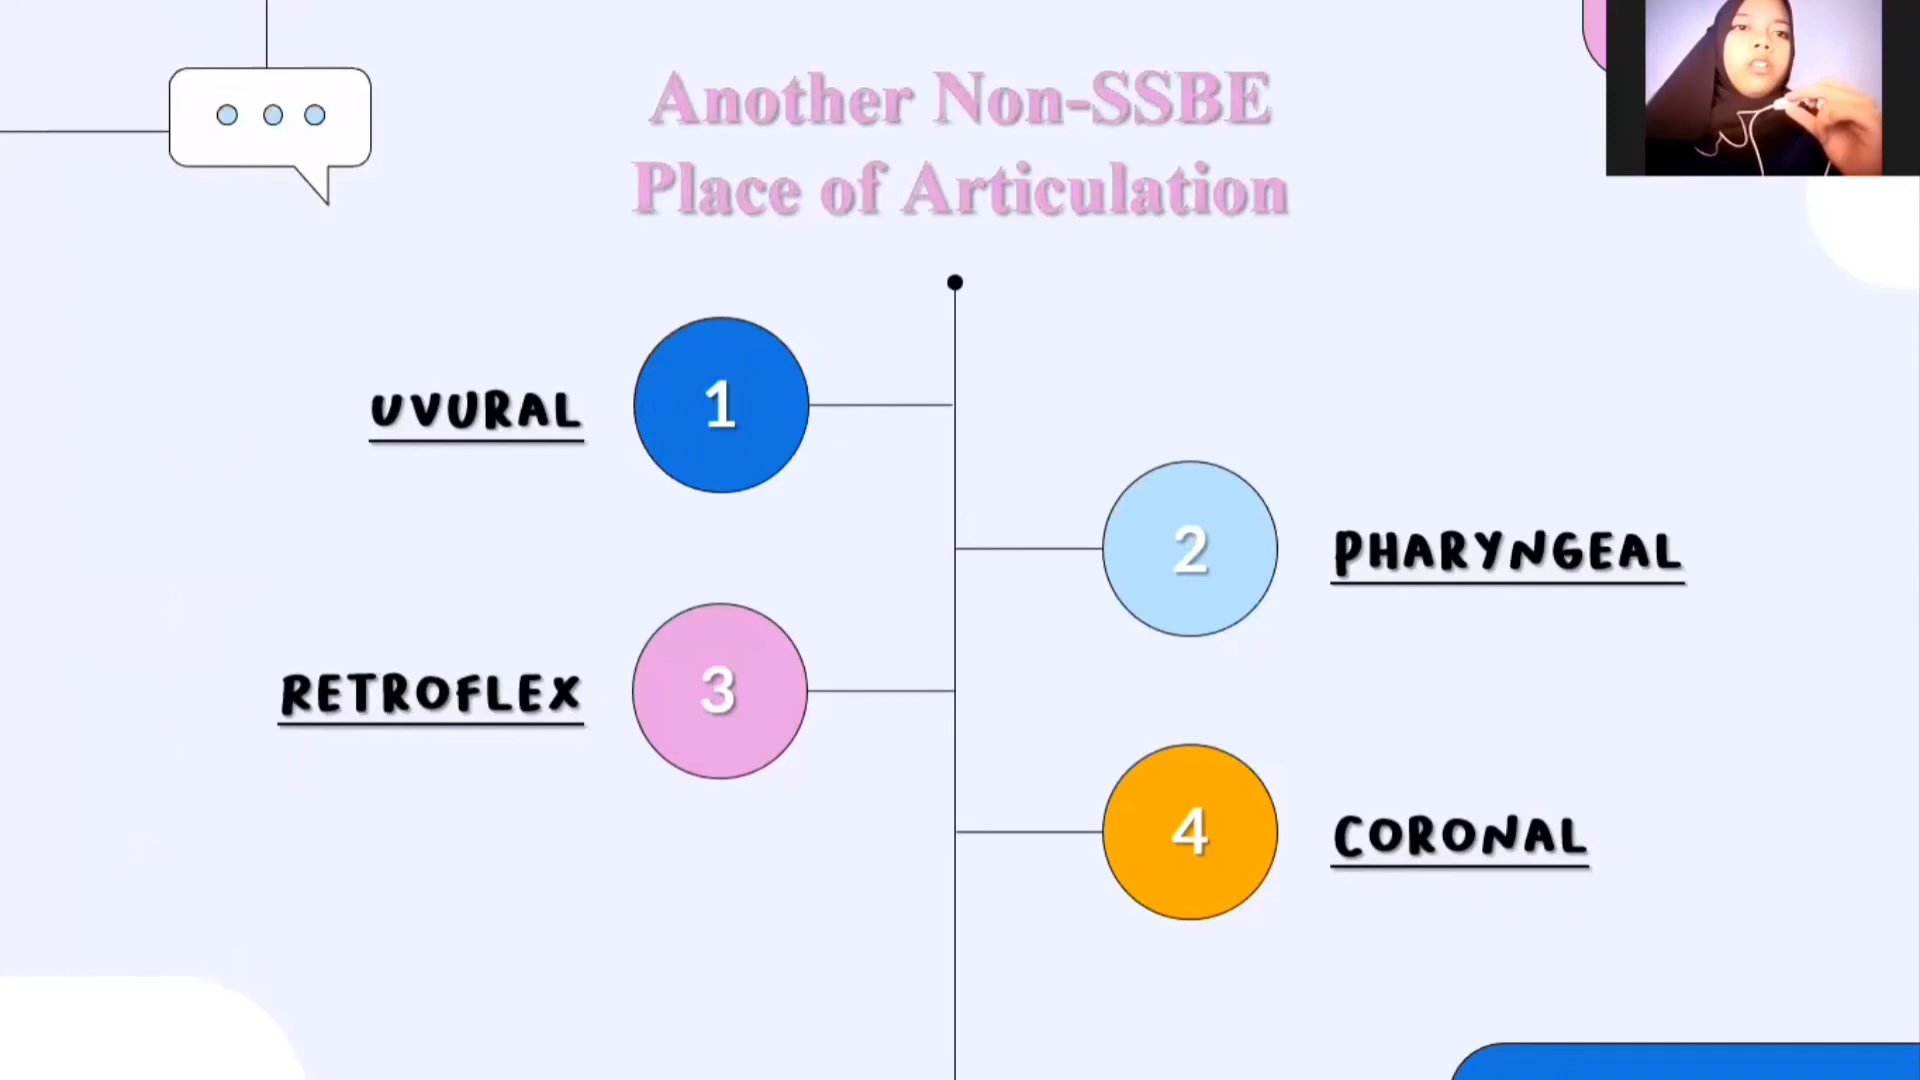 Another Non-SSBE
Place of Articulation
1
UVURAL
2
PHARYNGEAL
3
RETROFLEX
4
CORONAL